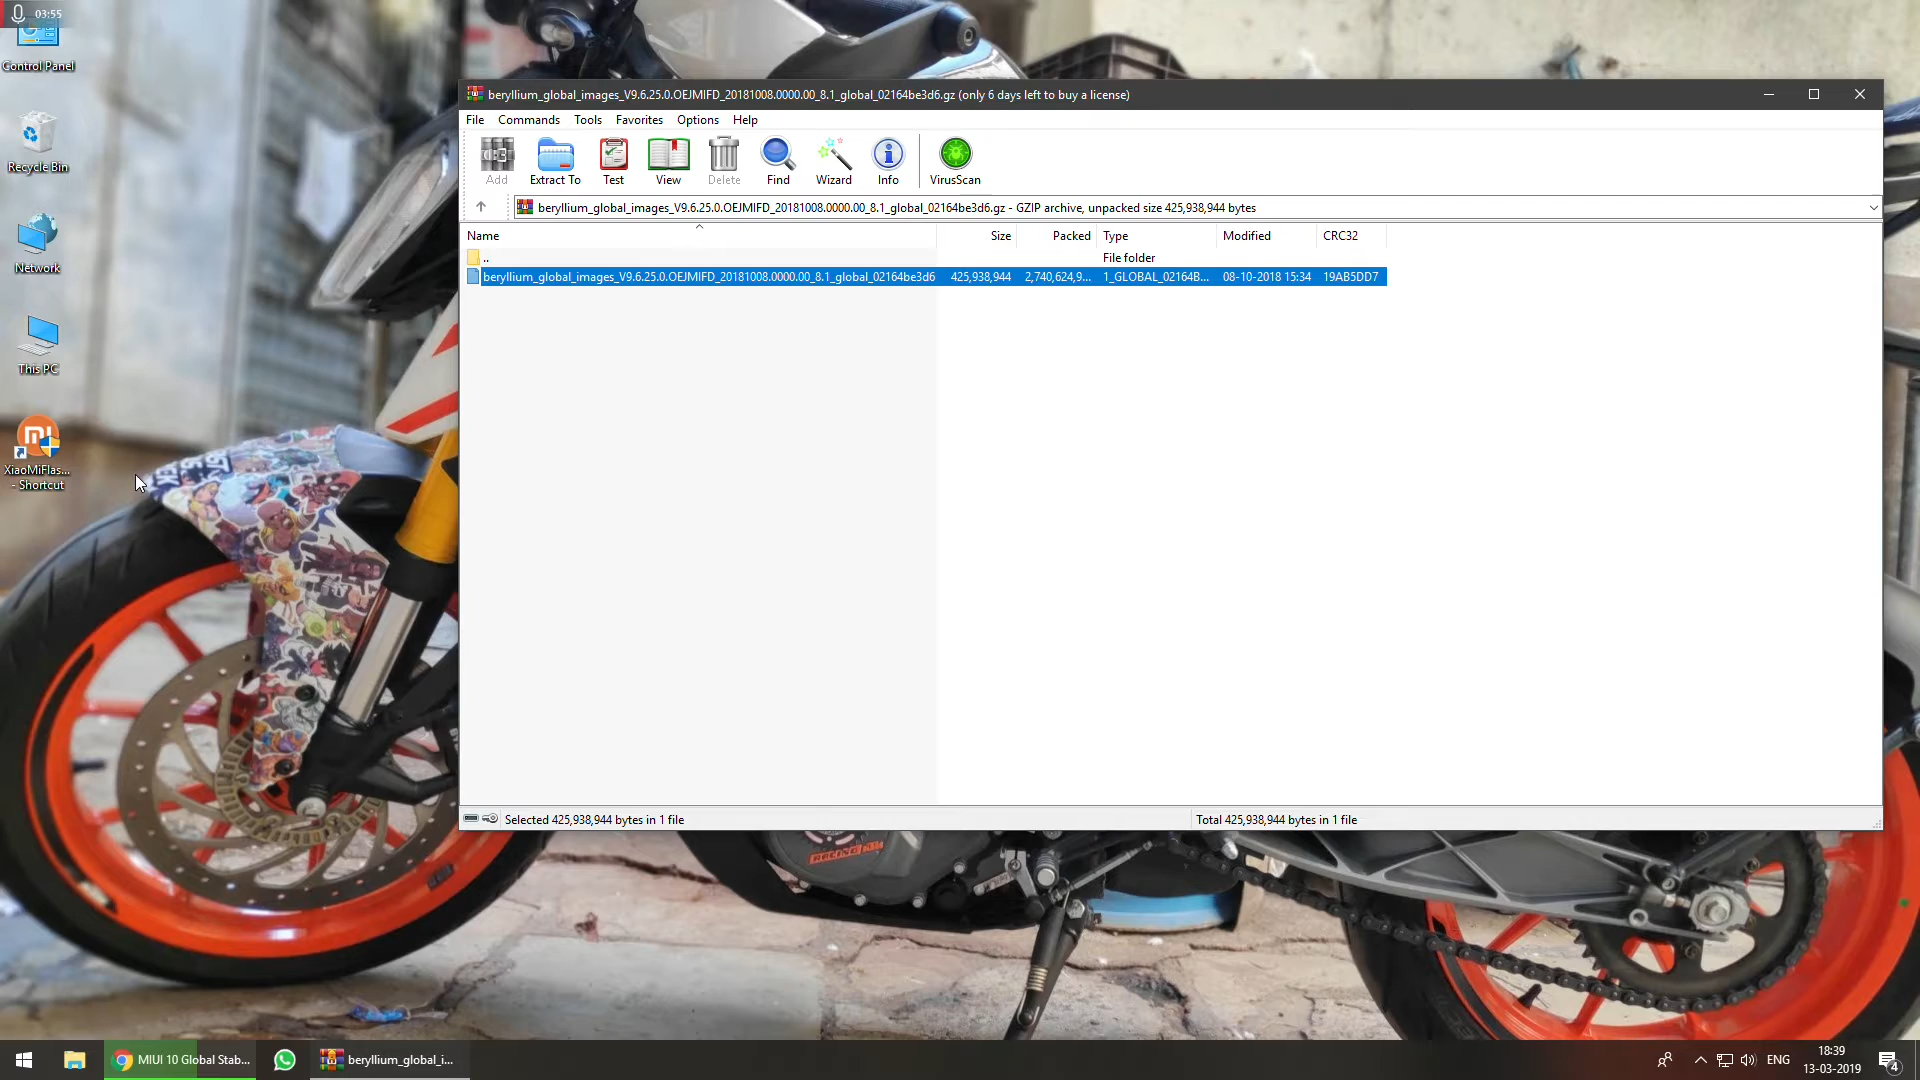 03:55
Control Panel
Recycle Bin
Network
This PC
XiaoMiFlas...
- Shortcut
beryllium_global_images_V9.6.25.0.OEJMIFD_20181008.0000.00_8.1_global_02164be3d6.gz (only 6 days left to buy a license)
File Commands Tools Favorites Options Help
Add Extract To Test View Delete Find Wizard Info VirusScan
beryllium_global_images_V9.6.25.0.OEJMIFD_20181008.0000.00_8.1_global_02164be3d6.gz - GZIP archive, unpacked size 425,938,944 bytes
Name Size Packed Type Modified CRC32
.. File folder
beryllium_global_images_V9.6.25.0.OEJMIFD_20181008.0000.00_8.1_global_02164be3d6 425,938,944 2,740,624,9... 1_GLOBAL_02164B... 08-10-2018 15:34 19AB5DD7
Selected 425,938,944 bytes in 1 file
Total 425,938,944 bytes in 1 file
MIUI 10 Global Stab...
beryllium_global_i...
ENG
18:39
13-03-2019
4